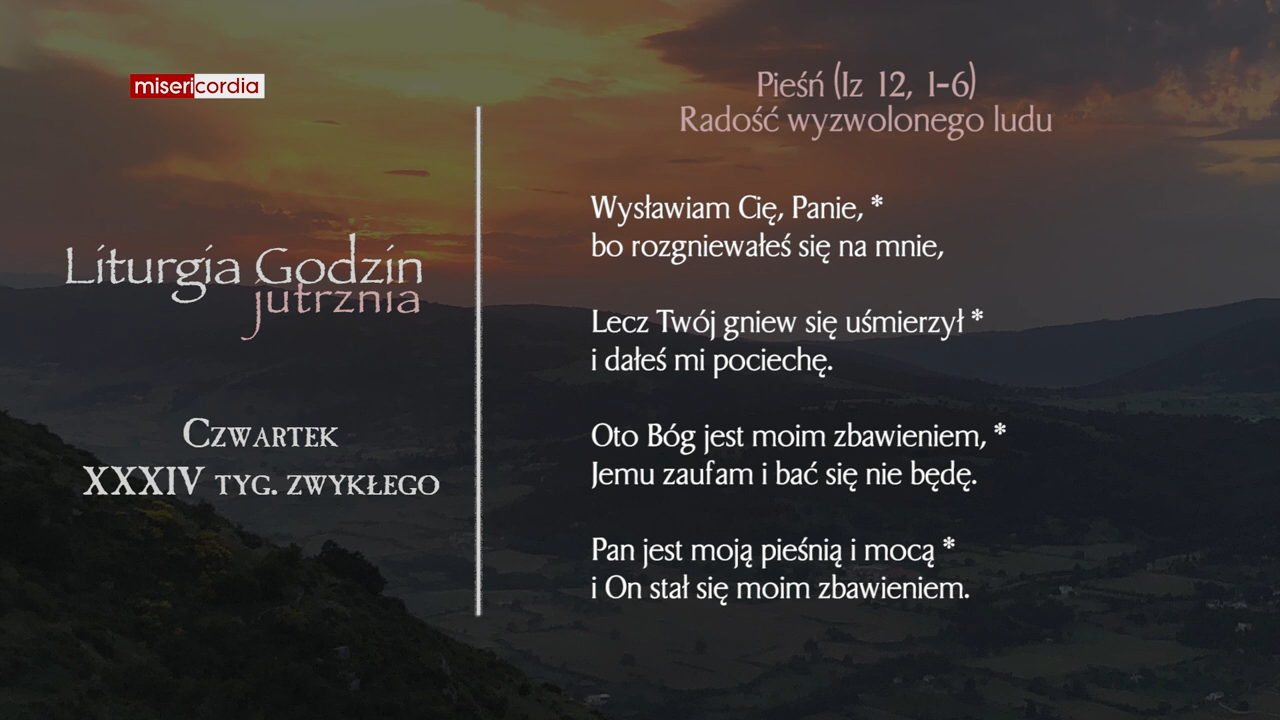 misericordia
Liturgia Godzin
jutrznia
Czwartek
XXXIV tyg. zwykłego
Pieśń (Iz 12, 1-6)
Radość wyzwolonego ludu
Wysławiam Cię, Panie, *
bo rozgniewałeś się na mnie,
Lecz Twój gniew się uśmierzył *
i dałeś mi pociechę.
Oto Bóg jest moim zbawieniem, *
Jemu zaufam i bać się nie będę.
Pan jest moją pieśnią i mocą *
i On stał się moim zbawieniem.